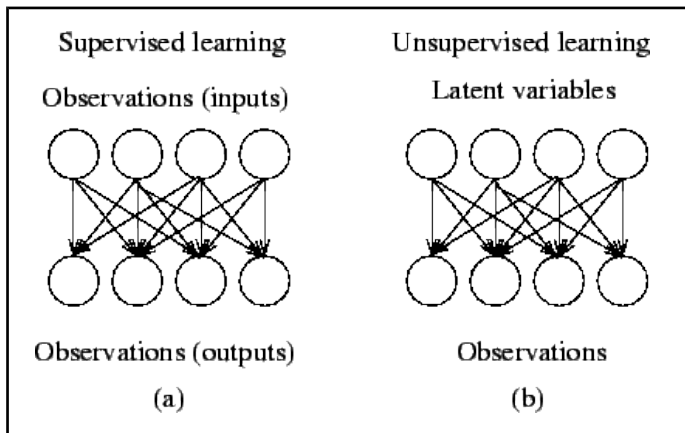 Supervised learning
Observations (inputs)
Observations (outputs)
(a)
Unsupervised learning
Latent variables
Observations
(b)